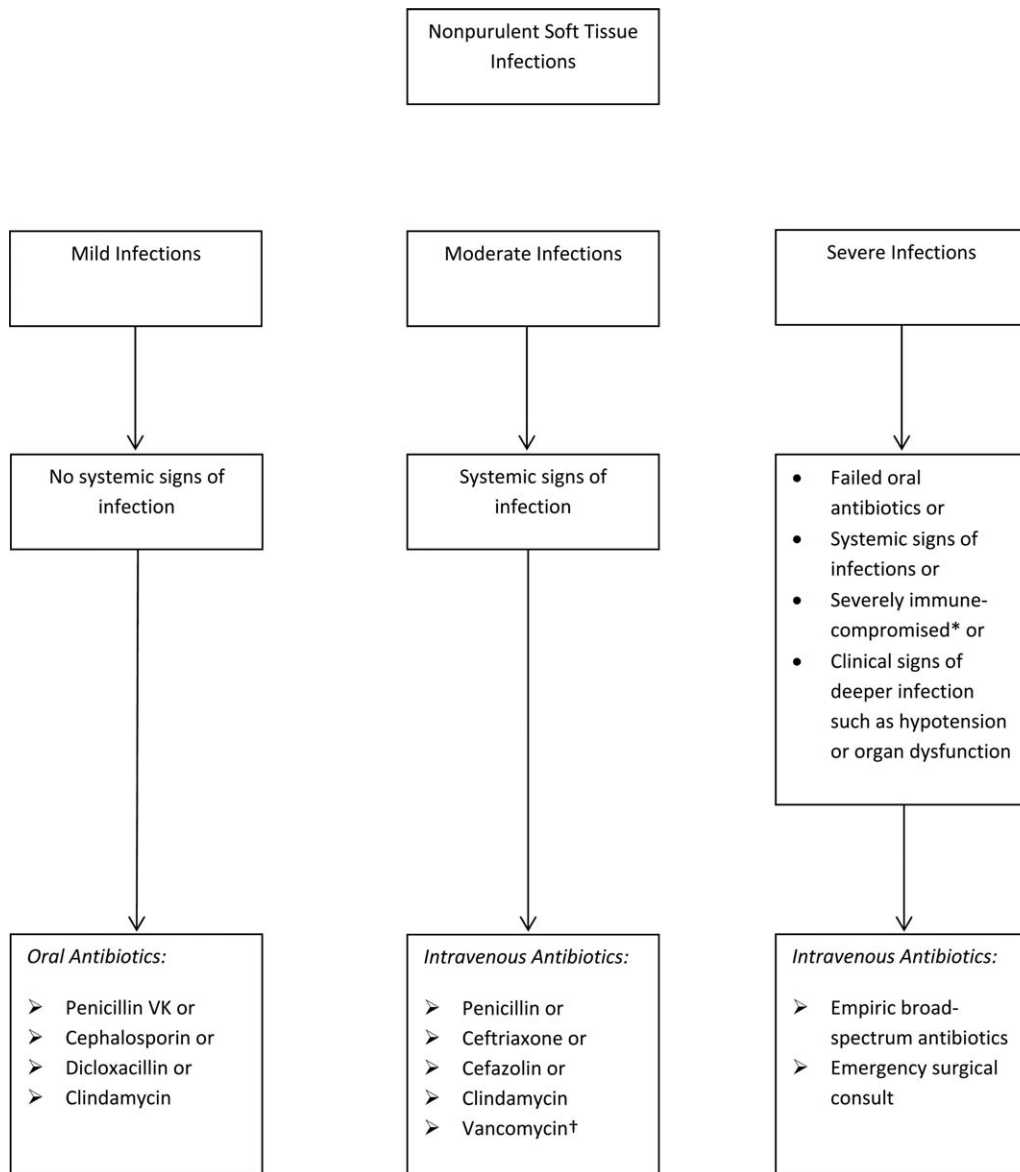 Nonpurulent Soft Tissue
Infections
Mild Infections
Moderate Infections
Severe Infections
No systemic signs of
infection
Systemic signs of
infection
• Failed oral
antibiotics or
• Systemic signs of
infections or
• Severely immune-
compromised* or
• Clinical signs of
deeper infection
such as hypotension
or organ dysfunction
Oral Antibiotics:
➢ Penicillin VK or
➢ Cephalosporin or
➢ Dicloxacillin or
➢ Clindamycin
Intravenous Antibiotics:
➢ Penicillin or
➢ Ceftriaxone or
➢ Cefazolin or
➢ Clindamycin
➢ Vancomycin†
Intravenous Antibiotics:
➢ Empiric broad-
spectrum antibiotics
➢ Emergency surgical
consult